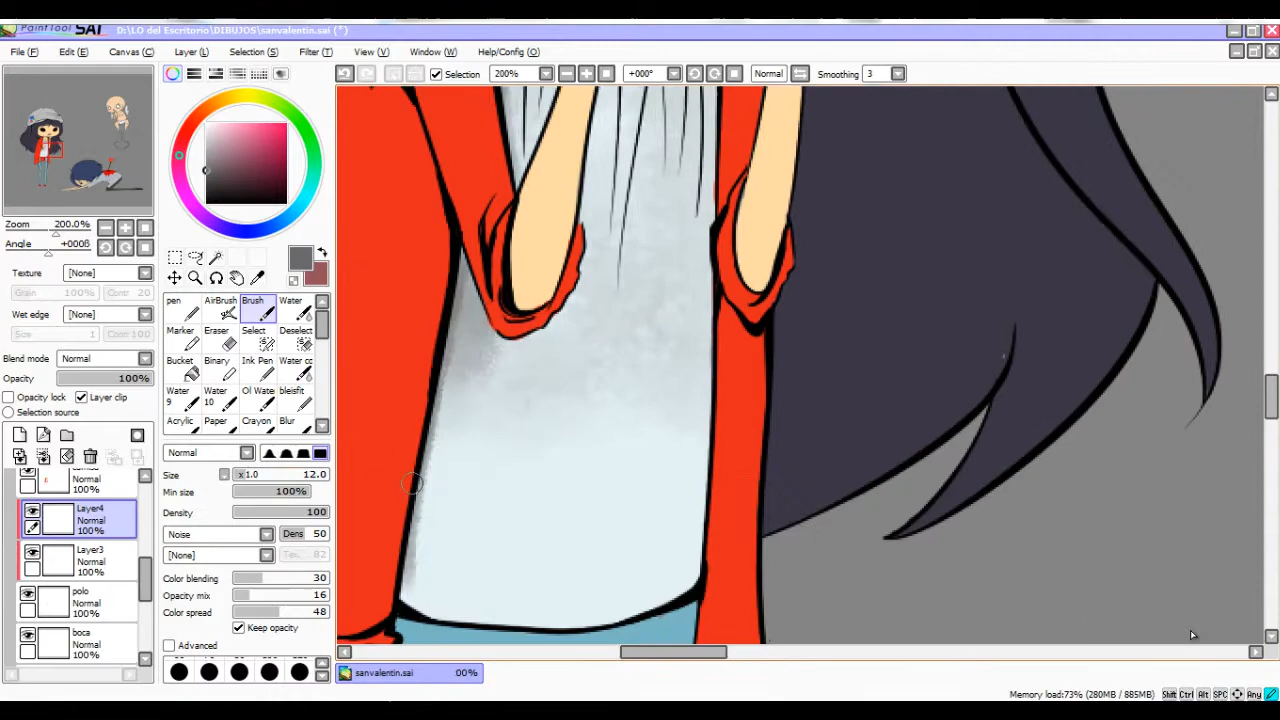 PaintTool SAI D:\LO del Escritorio\DIBUJOS\sanvalentin.sai (*)
File (F) Edit (E) Canvas (C) Layer (L) Selection (S) Filter (T) View (V) Window (W) Help/Config (O)
Selection 200% +000° Normal Smoothing 3
Zoom 200.0%
Angle +000ß
Texture [None]
Grain 100% Contr 20
Wet edge [None]
Size 1 Contr 100
Blend mode Normal
Opacity 100%
Opacity lock Layer clip
Selection source
Normal
100%
Layer4
Normal
100%
Layer3
Normal
100%
polo
Normal
100%
boca
Normal
100%
pen AirBrush Brush Water
Marker Eraser Select Deselect
Bucket Binary Ink Pen Water cc
Water 9 Water 10 Ol Wate bleisfit
Acrylic Paper Crayon Blur
Normal
Size x1.0 12.0
Min size 100%
Density 100
Noise Dens 50
[None] Tex. 82
Color blending 30
Opacity mix 16
Color spread 48
Keep opacity
Advanced
sanvalentin.sai 00%
Memory load:73% (280MB / 885MB) Shift Ctrl Alt SPC Any